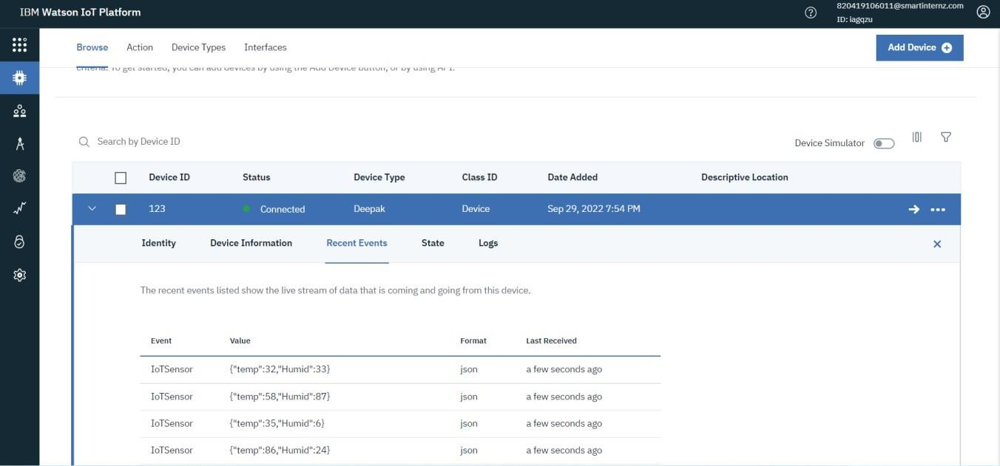 IBM Watson IoT Platform
820419106011@smartinternz.com
ID: iagqzu
Browse Action Device Types Interfaces
Add Device
criteria. To get started, you can add devices by using the Add Device button, or by using API.
Search by Device ID
Device Simulator
Device ID Status Device Type Class ID Date Added Descriptive Location
123 Connected Deepak Device Sep 29, 2022 7:54 PM
Identity Device Information Recent Events State Logs
The recent events listed show the live stream of data that is coming and going from this device.
Event Value Format Last Received
IoTSensor {"temp":32,"Humid":33} json a few seconds ago
IoTSensor {"temp":58,"Humid":87} json a few seconds ago
IoTSensor {"temp":35,"Humid":6} json a few seconds ago
IoTSensor {"temp":86,"Humid":24} json a few seconds ago